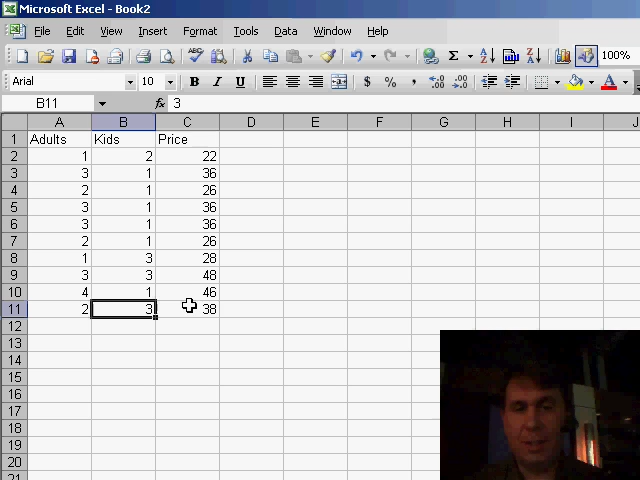 Microsoft Excel - Book2
File Edit View Insert Format Tools Data Window Help
Σ 100%
Arial 10 B I U $ % , A
B11 fx 3
A B C D E F G H I J
1 Adults Kids Price
2 1 2 22
3 3 1 36
4 2 1 26
5 3 1 36
6 3 1 36
7 2 1 26
8 1 3 28
9 3 3 48
10 4 1 46
11 2 3 38
12
13
14
15
16
17
18
19
20
21